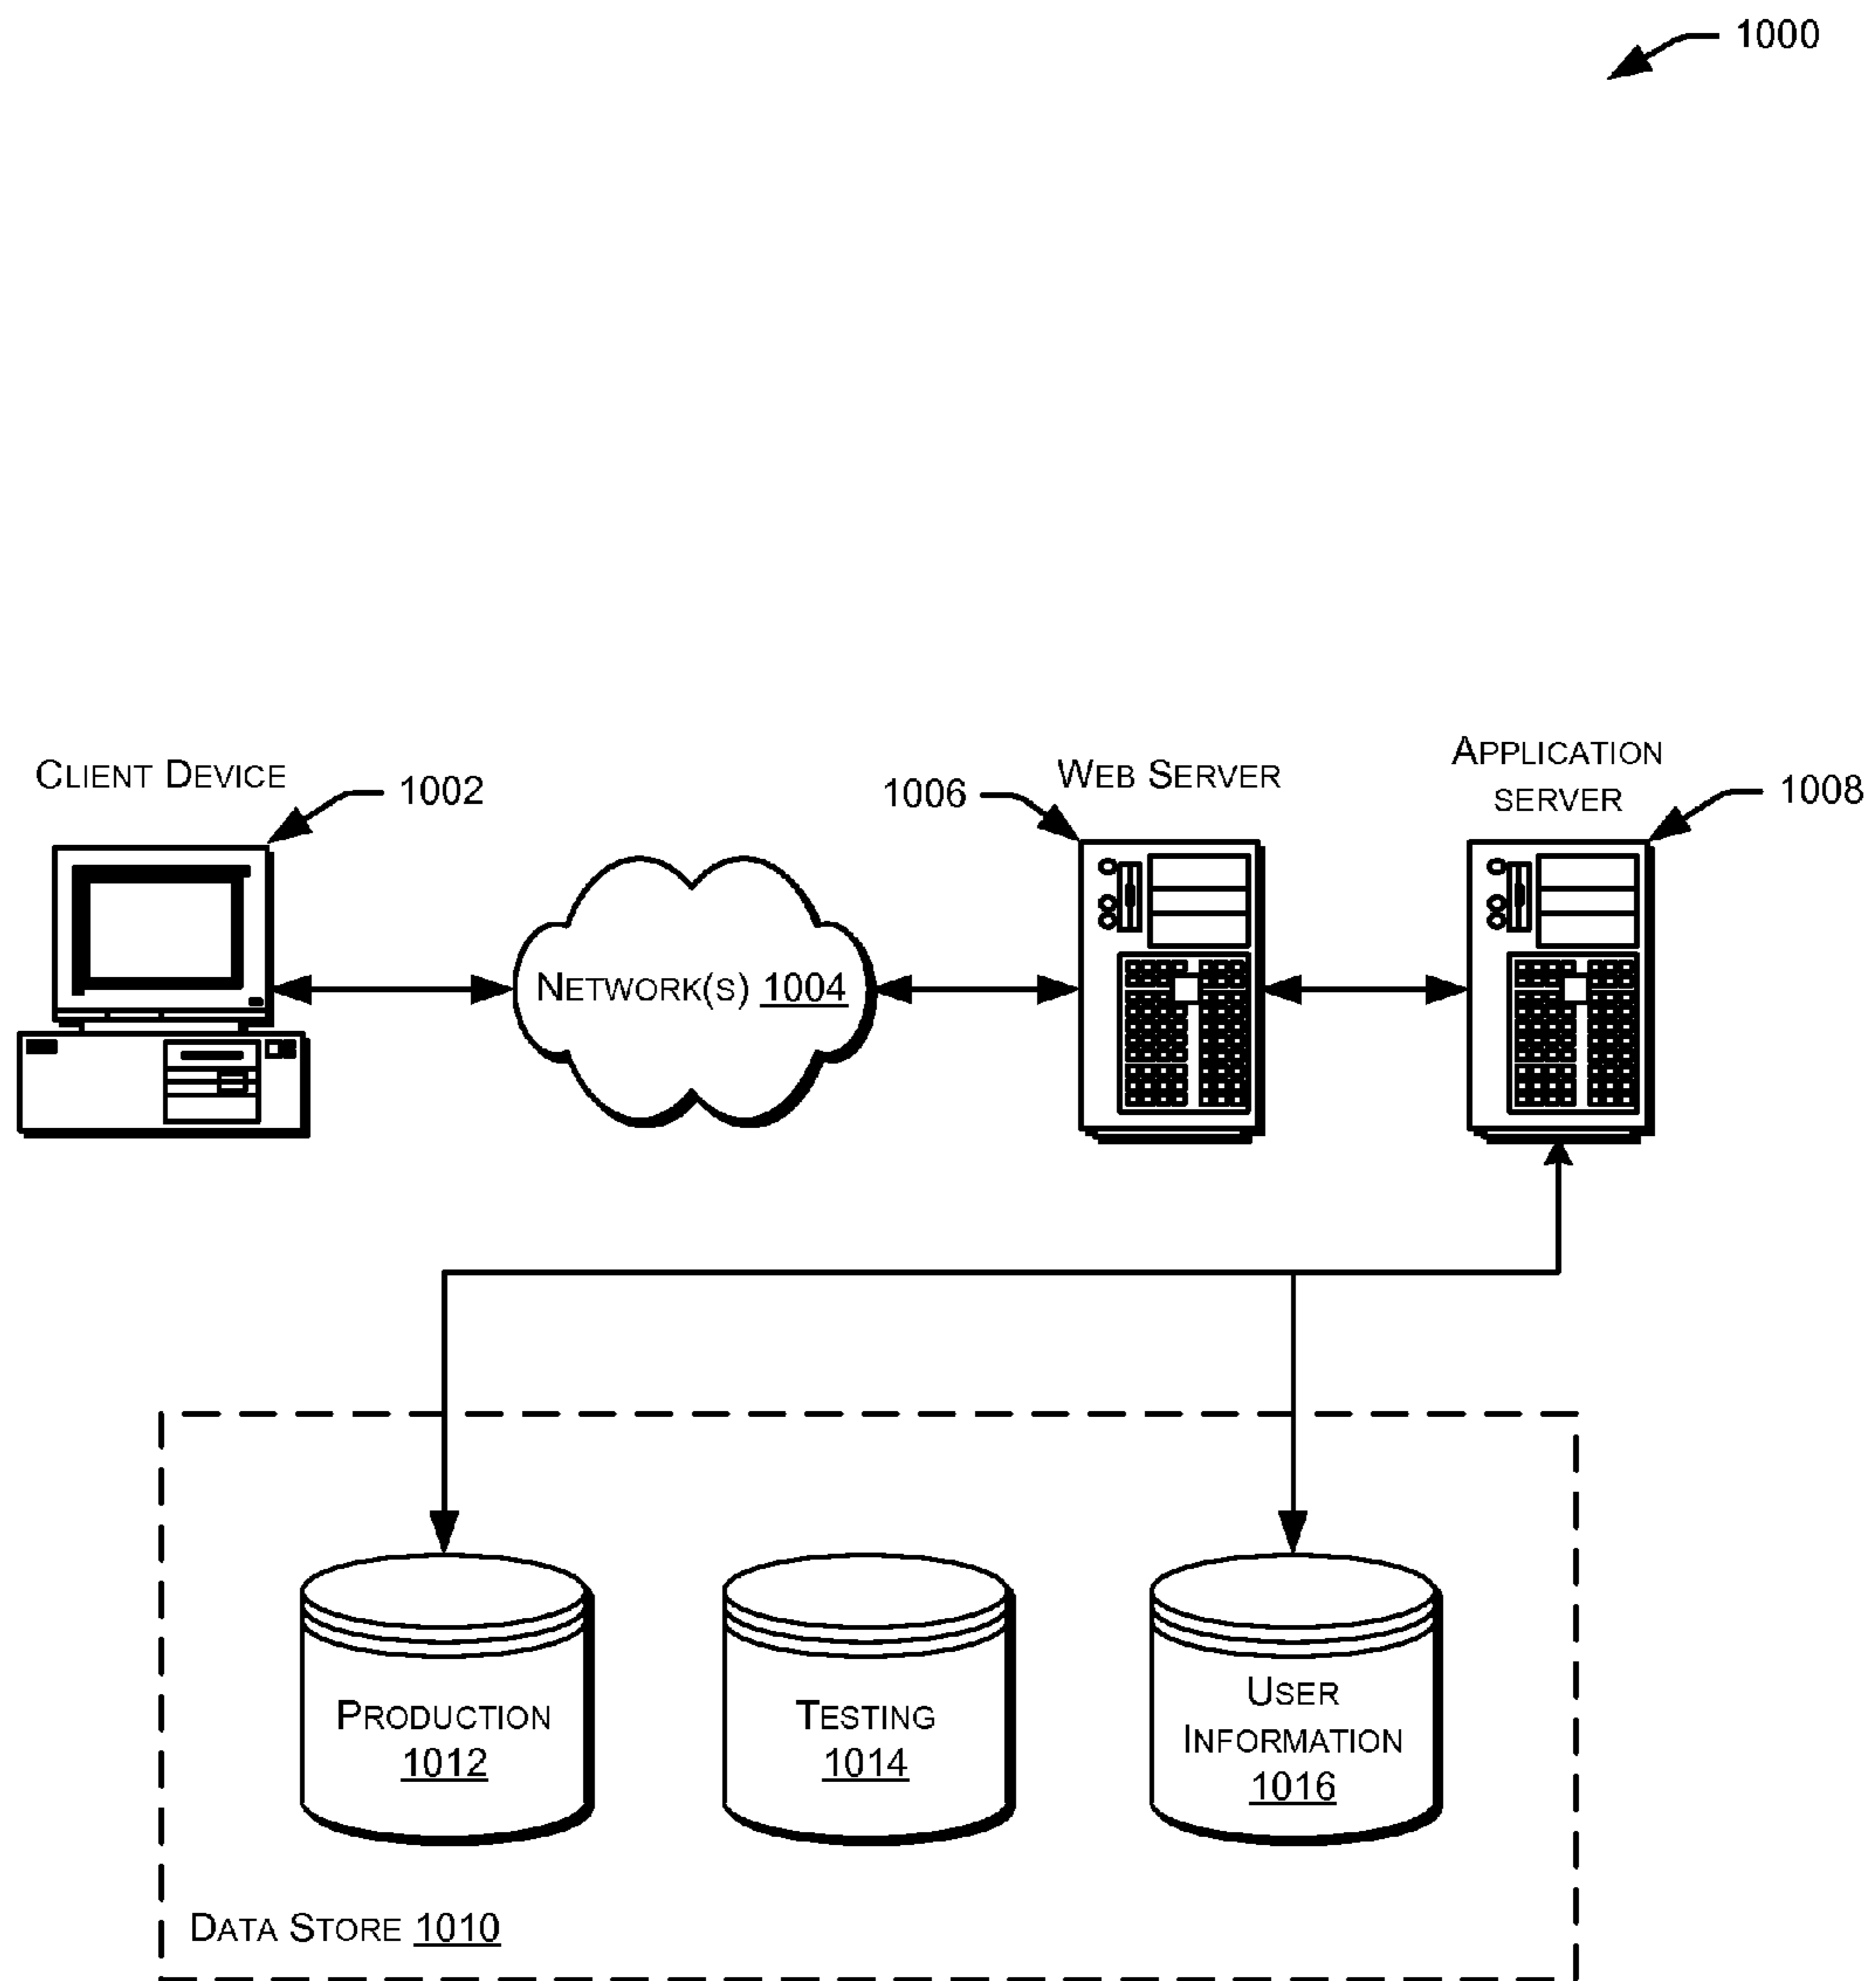 1000
CLIENT DEVICE
1002
NETWORK(S) 1004
1006
WEB SERVER
APPLICATION
SERVER
1008
PRODUCTION
1012
TESTING
1014
USER
INFORMATION
1016
DATA STORE 1010